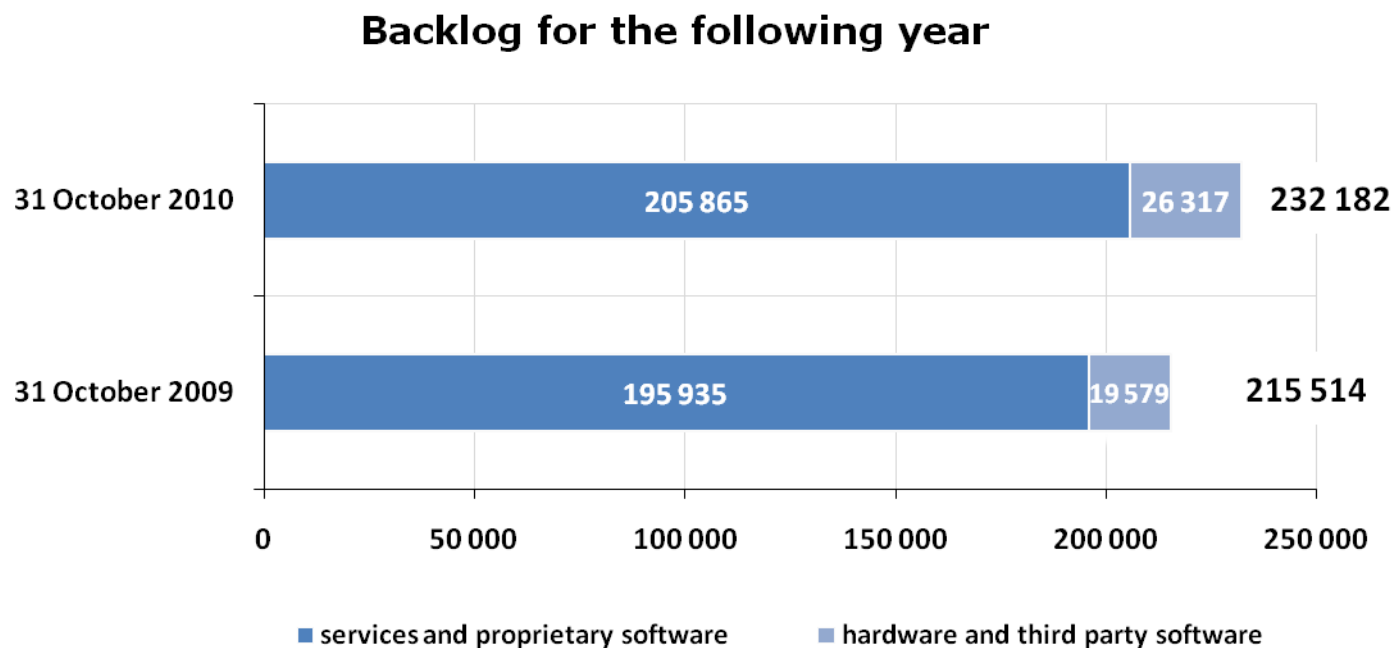 Backlog for the following year
31 October 2010 205 865 26 317 232 182
31 October 2009 195 935 19 579 215 514
0 50 000 100 000 150 000 200 000 250 000
services and proprietary software hardware and third party software